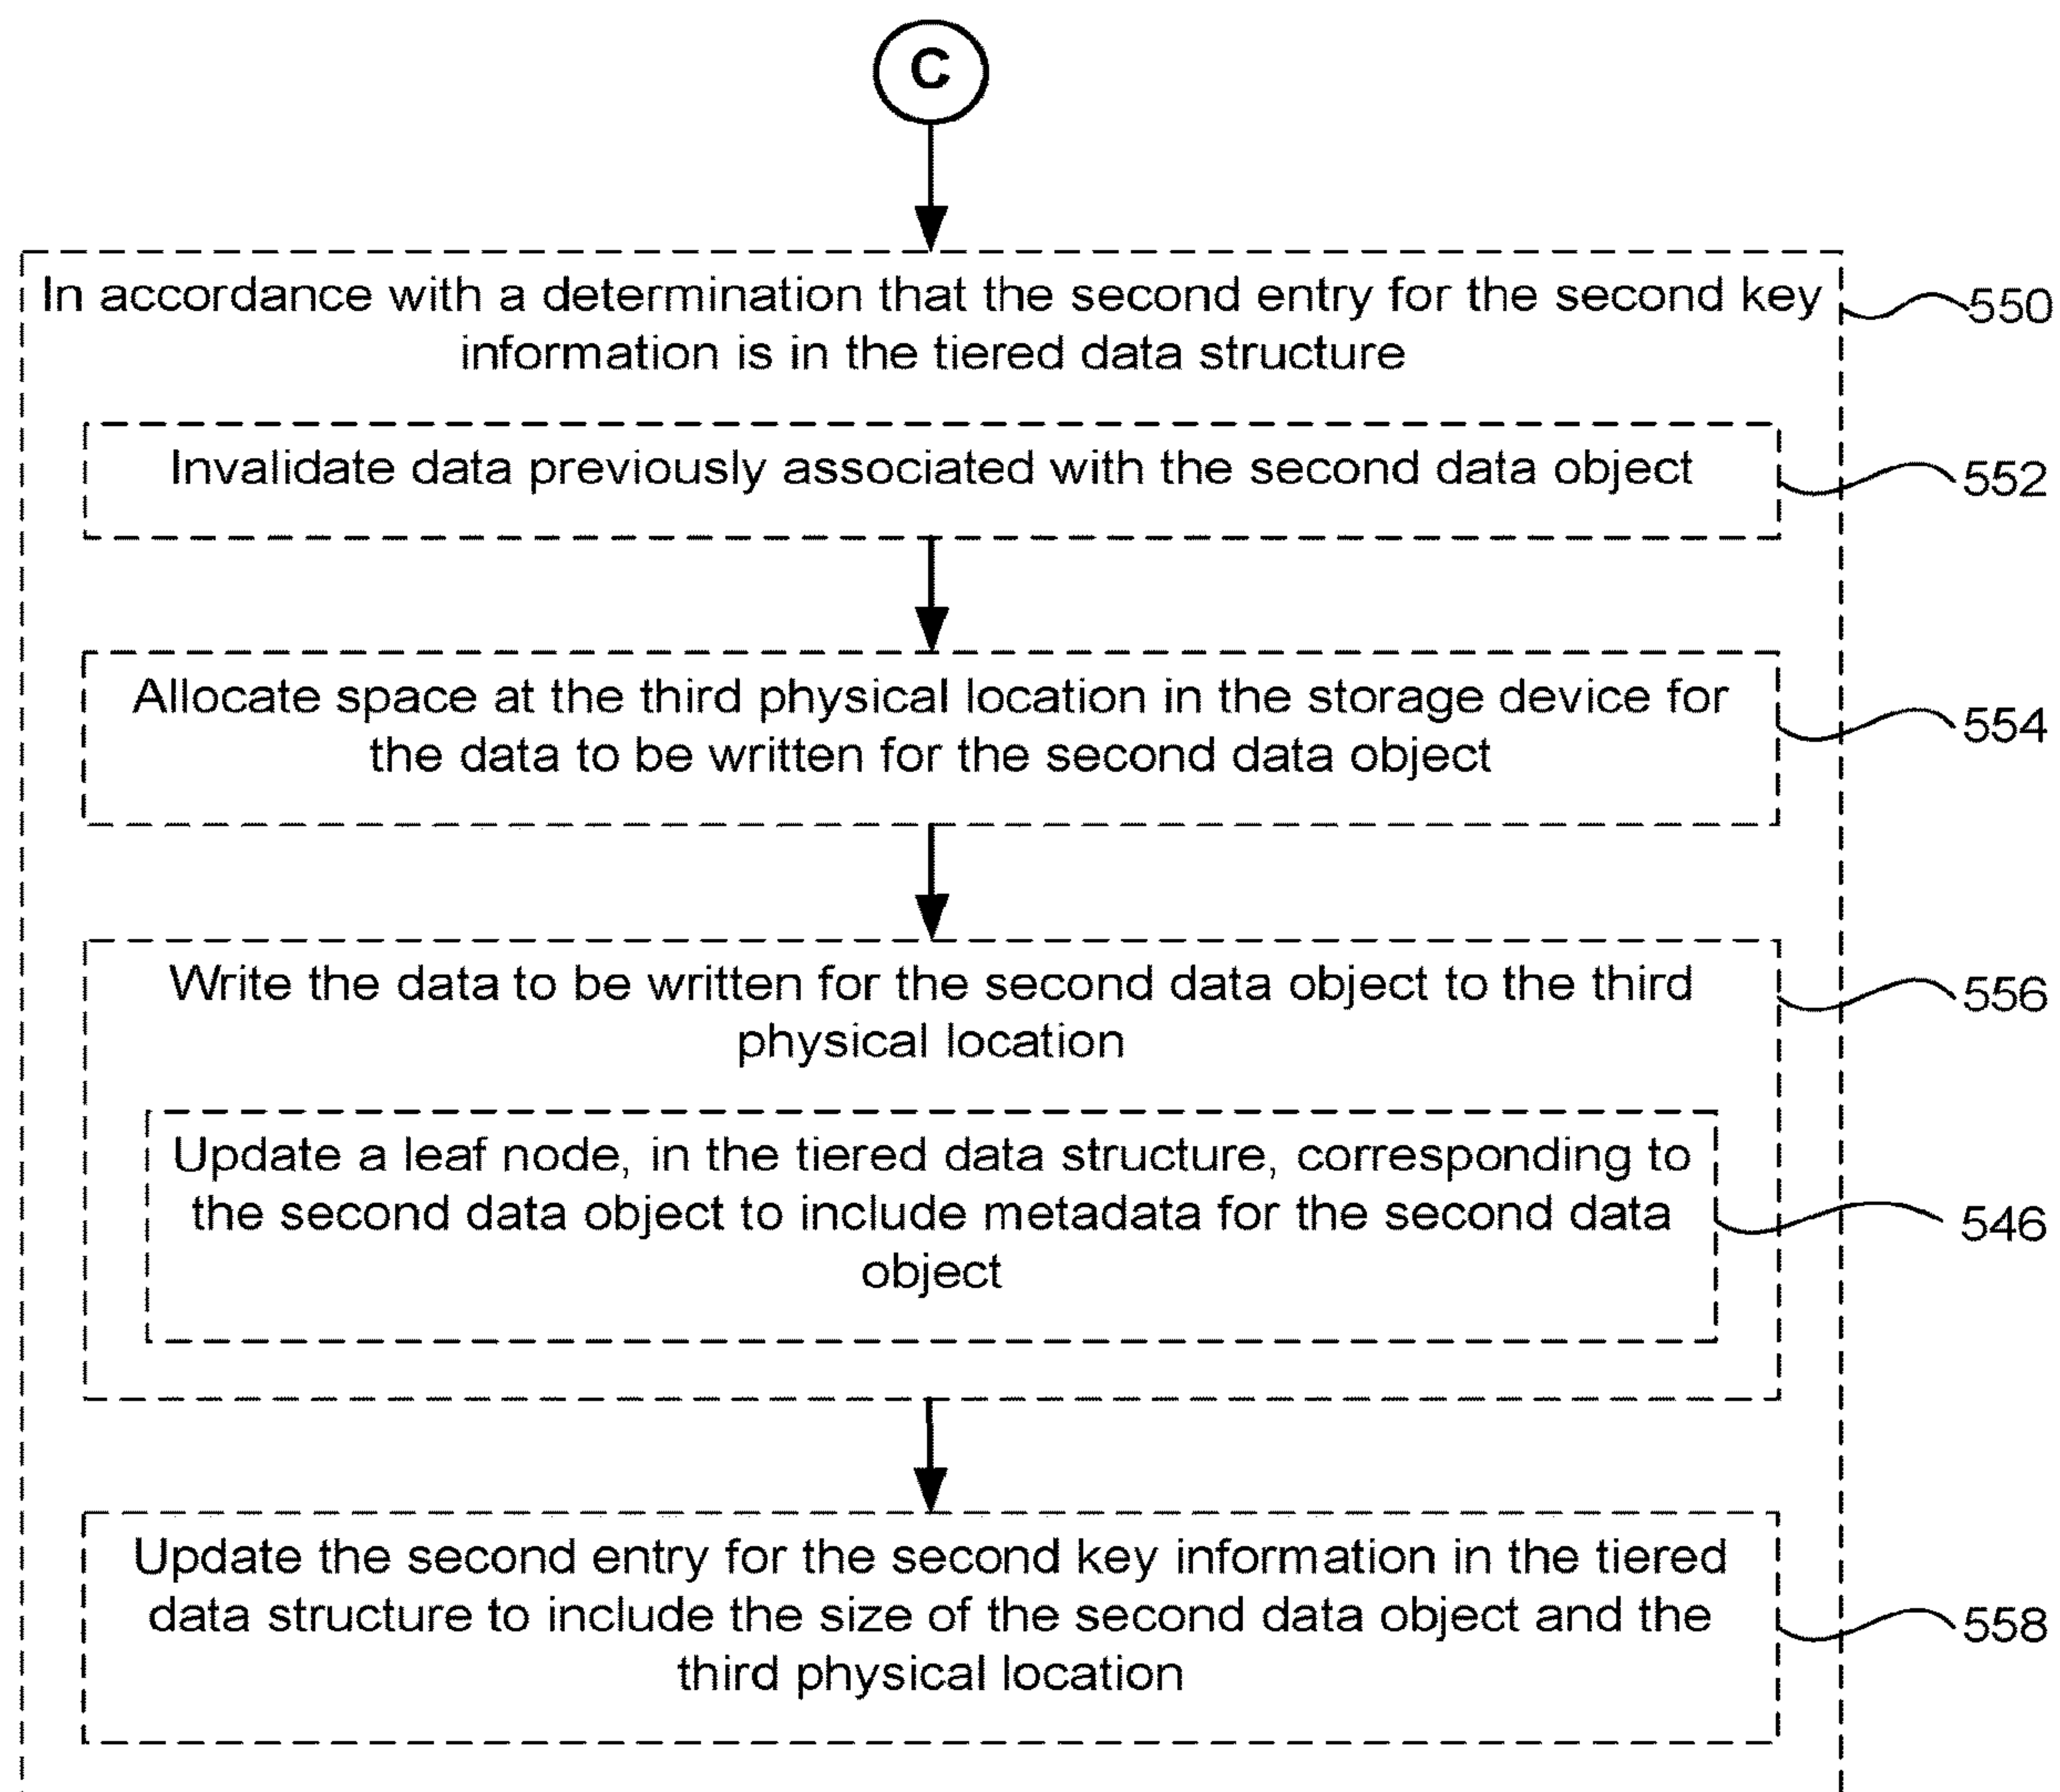 C
In accordance with a determination that the second entry for the second key
information is in the tiered data structure
550
Invalidate data previously associated with the second data object
552
Allocate space at the third physical location in the storage device for
the data to be written for the second data object
554
Write the data to be written for the second data object to the third
physical location
556
Update a leaf node, in the tiered data structure, corresponding to
the second data object to include metadata for the second data
object
546
Update the second entry for the second key information in the tiered
data structure to include the size of the second data object and the
third physical location
558